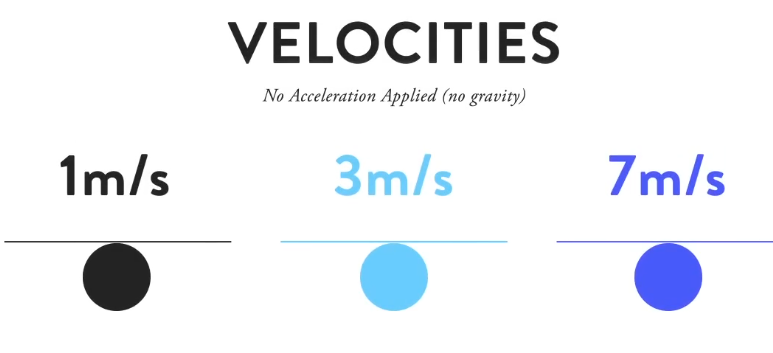 VELOCITIES
No Acceleration Applied (no gravity)
1m/s 3m/s 7m/s